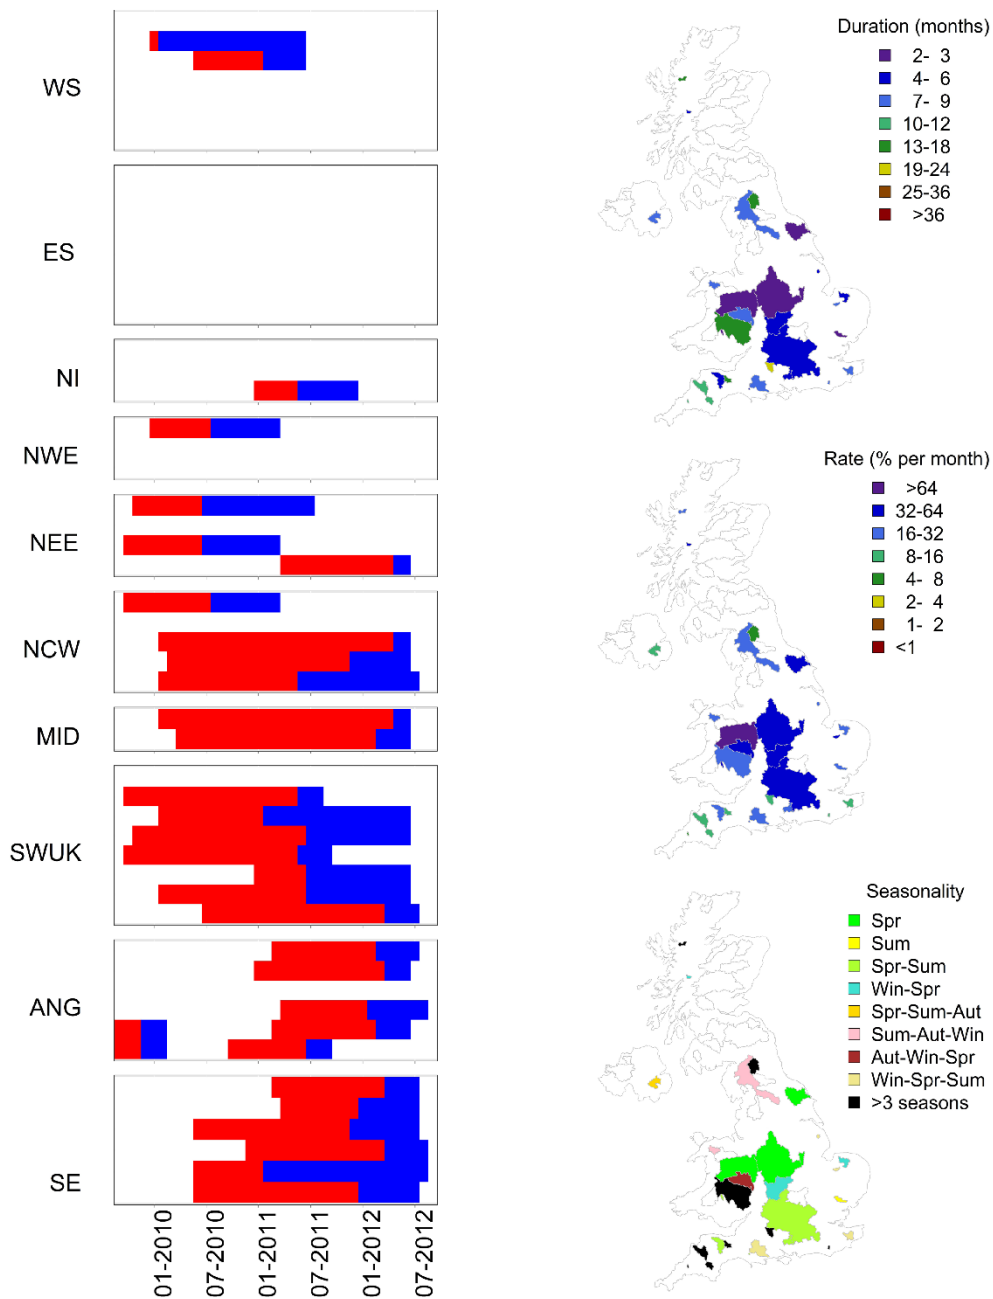 WS
ES
NI
NWE
NEE
NCW
MID
SWUK
ANG
SE
01-2010
07-2010
01-2011
07-2011
01-2012
07-2012
Duration (months)
2- 3
4- 6
7- 9
10-12
13-18
19-24
25-36
>36
Rate (% per month)
>64
32-64
16-32
8-16
4- 8
2- 4
1- 2
<1
Seasonality
Spr
Sum
Spr-Sum
Win-Spr
Spr-Sum-Aut
Sum-Aut-Win
Aut-Win-Spr
Win-Spr-Sum
>3 seasons